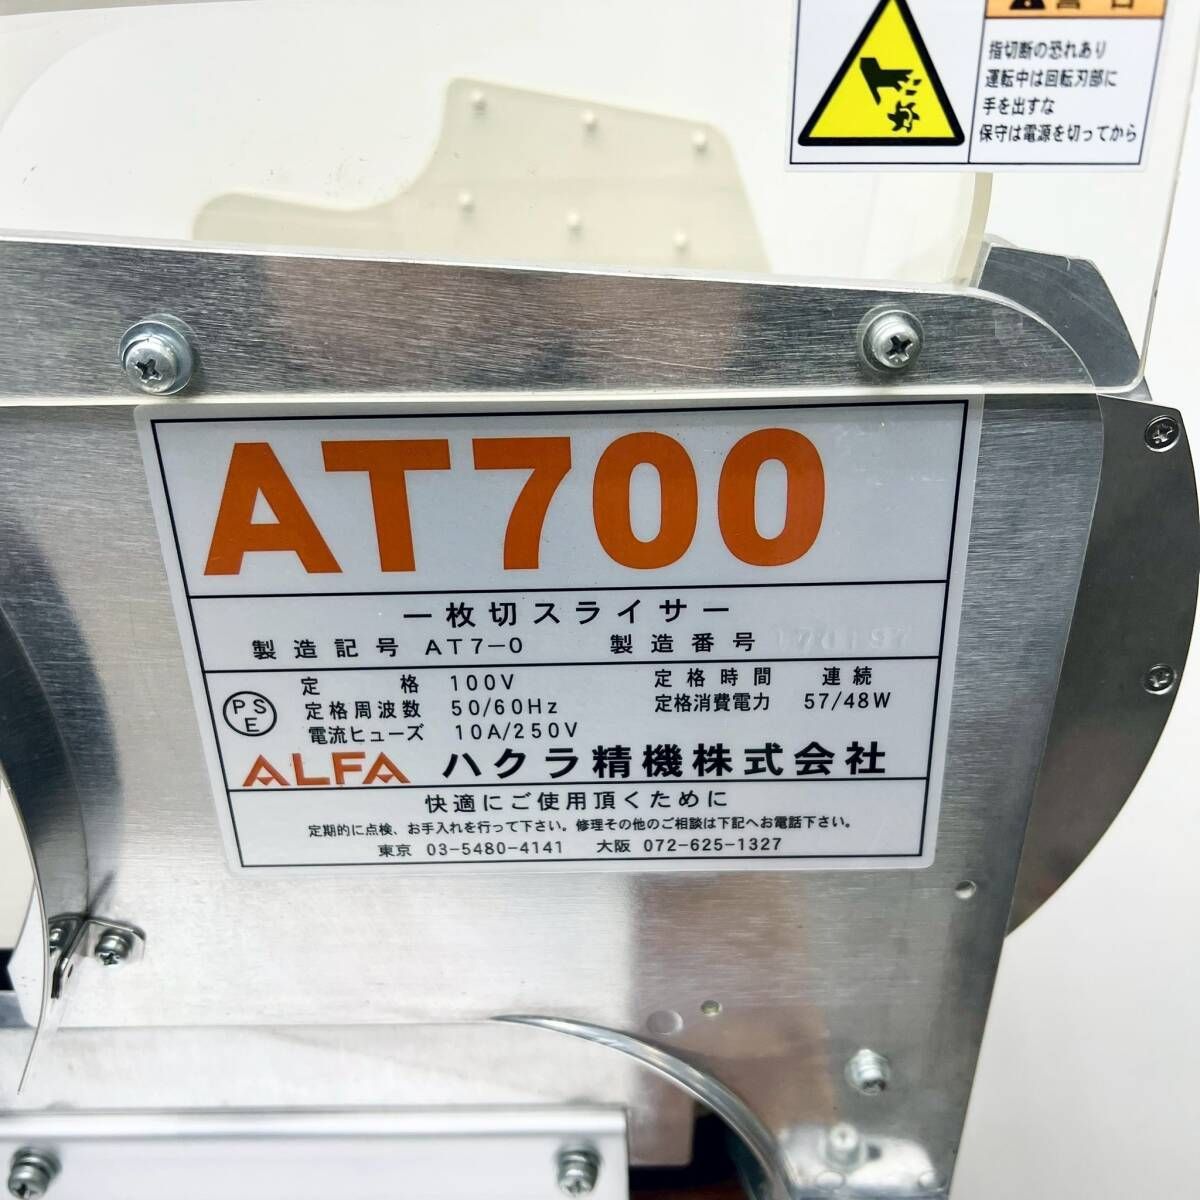 警告
指切断の恐れあり
運転中は回転刃部に
手を出すな
保守は電源を切ってから
AT700
一枚切スライサー
製造記号 AT7-0 製造番号
PSE
定格 100V 定格時間 連続
定格周波数 50/60Hz 定格消費電力 57/48W
電流ヒューズ 10A/250V
ALFA ハクラ精機株式会社
快適にご使用頂くために
定期的に点検、お手入れを行って下さい。修理その他のご相談は下記へお電話下さい。
東京 03-5480-4141 大阪 072-625-1327